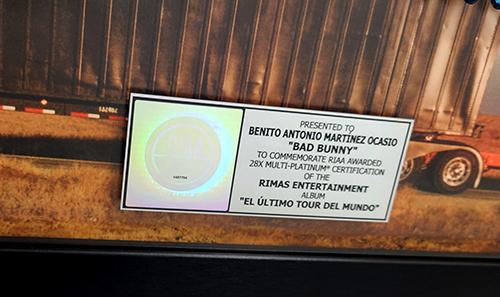 PRESENTED TO
BENITO ANTONIO MARTÍNEZ OCASIO
"BAD BUNNY"
TO COMMEMORATE RIAA AWARDED
28X MULTI-PLATINUM® CERTIFICATION
OF THE
RIMAS ENTERTAINMENT
ALBUM
"EL ÚLTIMO TOUR DEL MUNDO"